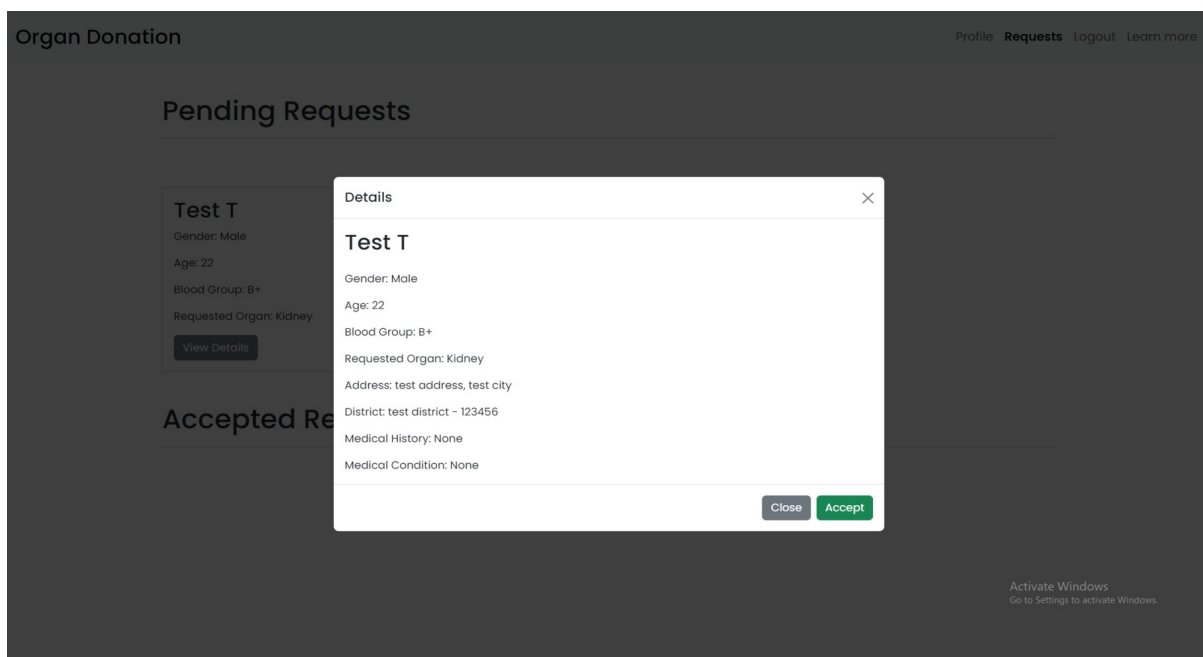 Organ Donation
Profile Requests Logout Learn more
Pending Requests
Test T
Gender: Male
Age: 22
Blood Group: B+
Requested Organ: Kidney
View Details
Accepted Re
Details
Test T
Gender: Male
Age: 22
Blood Group: B+
Requested Organ: Kidney
Address: test address, test city
District: test district - 123456
Medical History: None
Medical Condition: None
Close Accept
Activate Windows
Go to Settings to activate Windows.